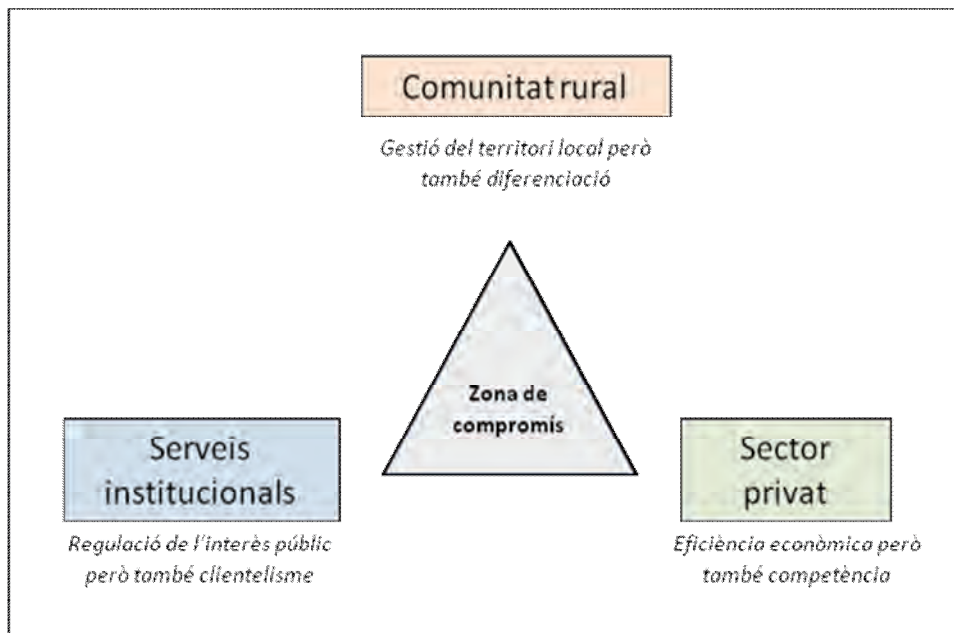 Comunitat rural
Gestió del territori local però
també diferenciació
Zona de
compromís
Serveis
institucionals
Regulació de l'interès públic
però també clientelisme
Sector
privat
Eficiència econòmica però
també competència